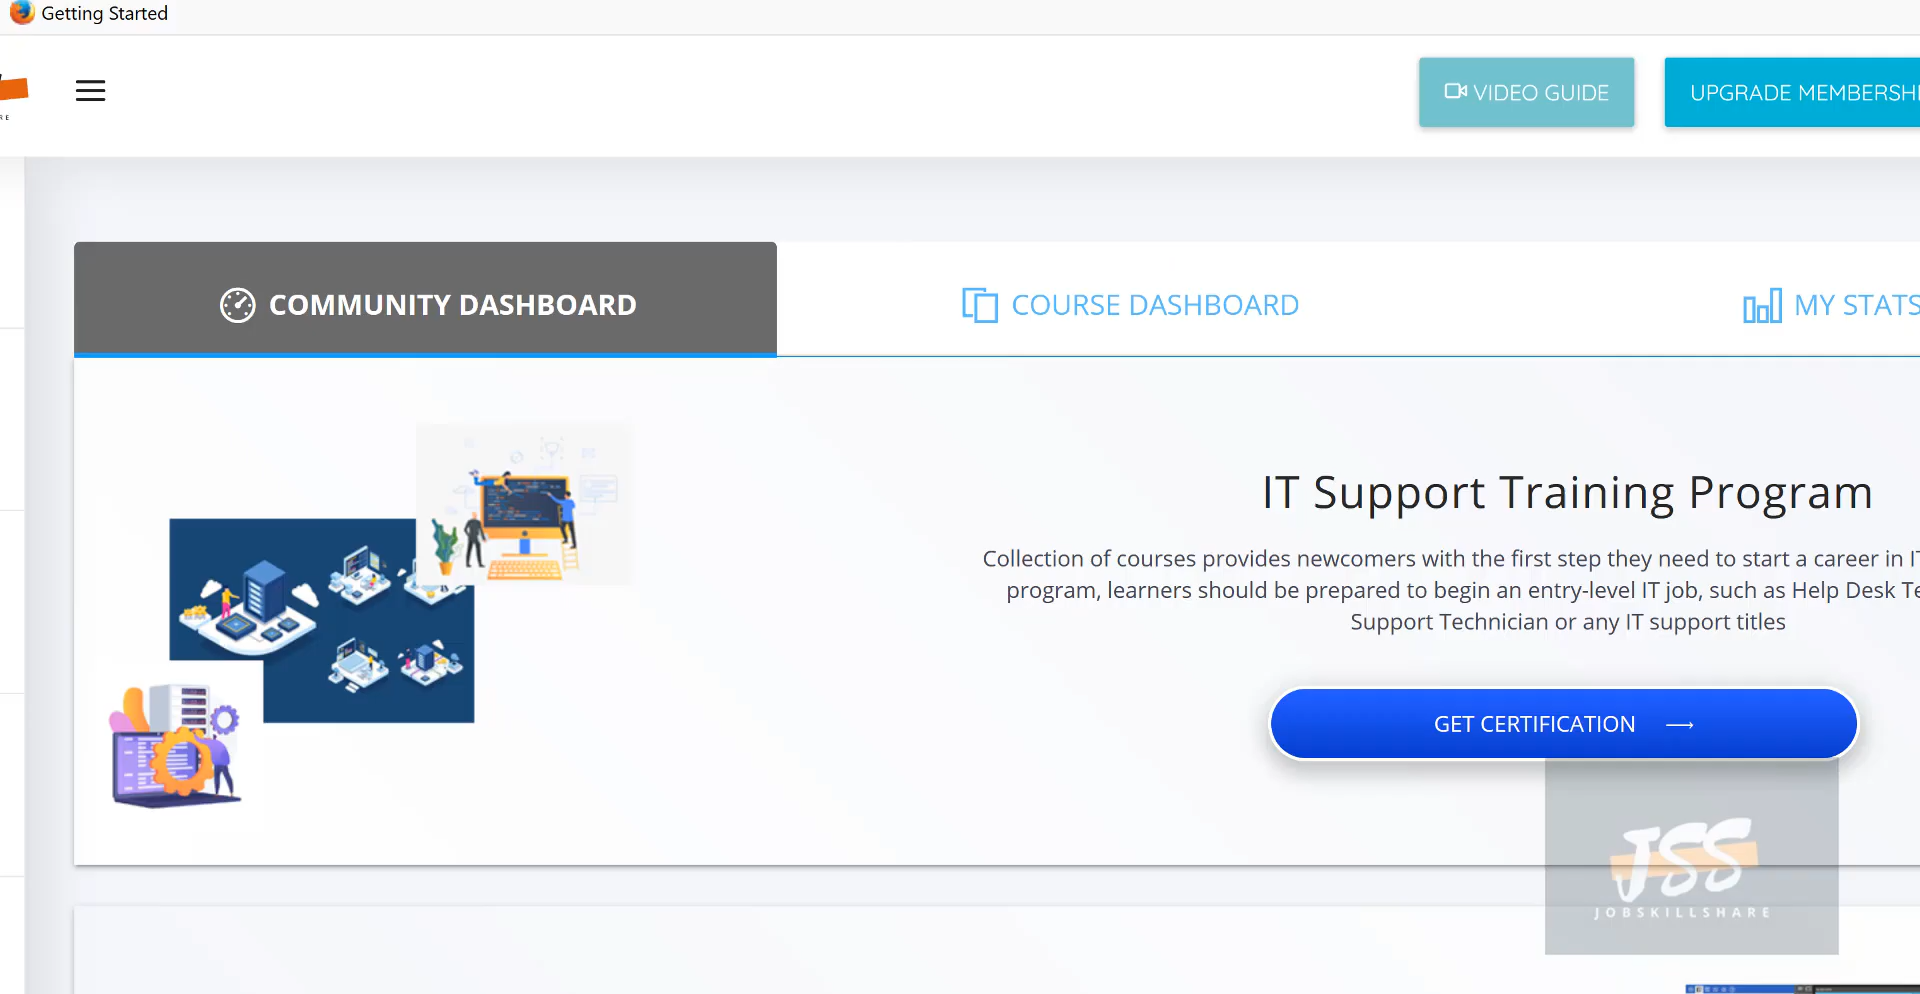 Getting Started
RE
VIDEO GUIDE
UPGRADE
COMMUNITY DASHBOARD
COURSE DASHBOARD
MY STATS
IT Support Training Program
Collection of courses provides newcomers with the first step they need to start a career in
program, learners should be prepared to begin an entry-level IT job, such as Help Desk
Support Technician or any IT support titles
GET CERTIFICATION
JSS
JOBSKILLSHARE